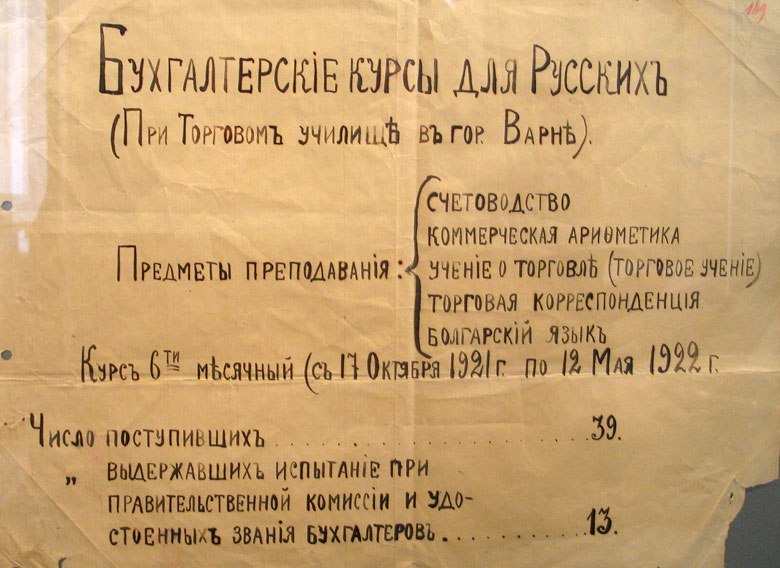 169
Бухгалтерскіе курсы для Русскихъ
(При Торговомъ училищѣ въ гор. Варнѣ).
Предметы преподаванія:
счетоводство
коммерческая ариѳметика
ученіе о торговлѣ (торговое ученіе)
торговая корреспонденція
болгарскій языкъ
Курсъ 6ти мѣсячный (съ 17 Октября 1921 г. по 12 Мая 1922 г.
Число поступивщихъ . . . . . . . . . . . . . . . . . . . . 39.
„ выдержавшихъ испытаніе при
правительственной комиссіи и удо-
стоенныхъ званія бухгалтеровъ . . . . . . . . . . 13.